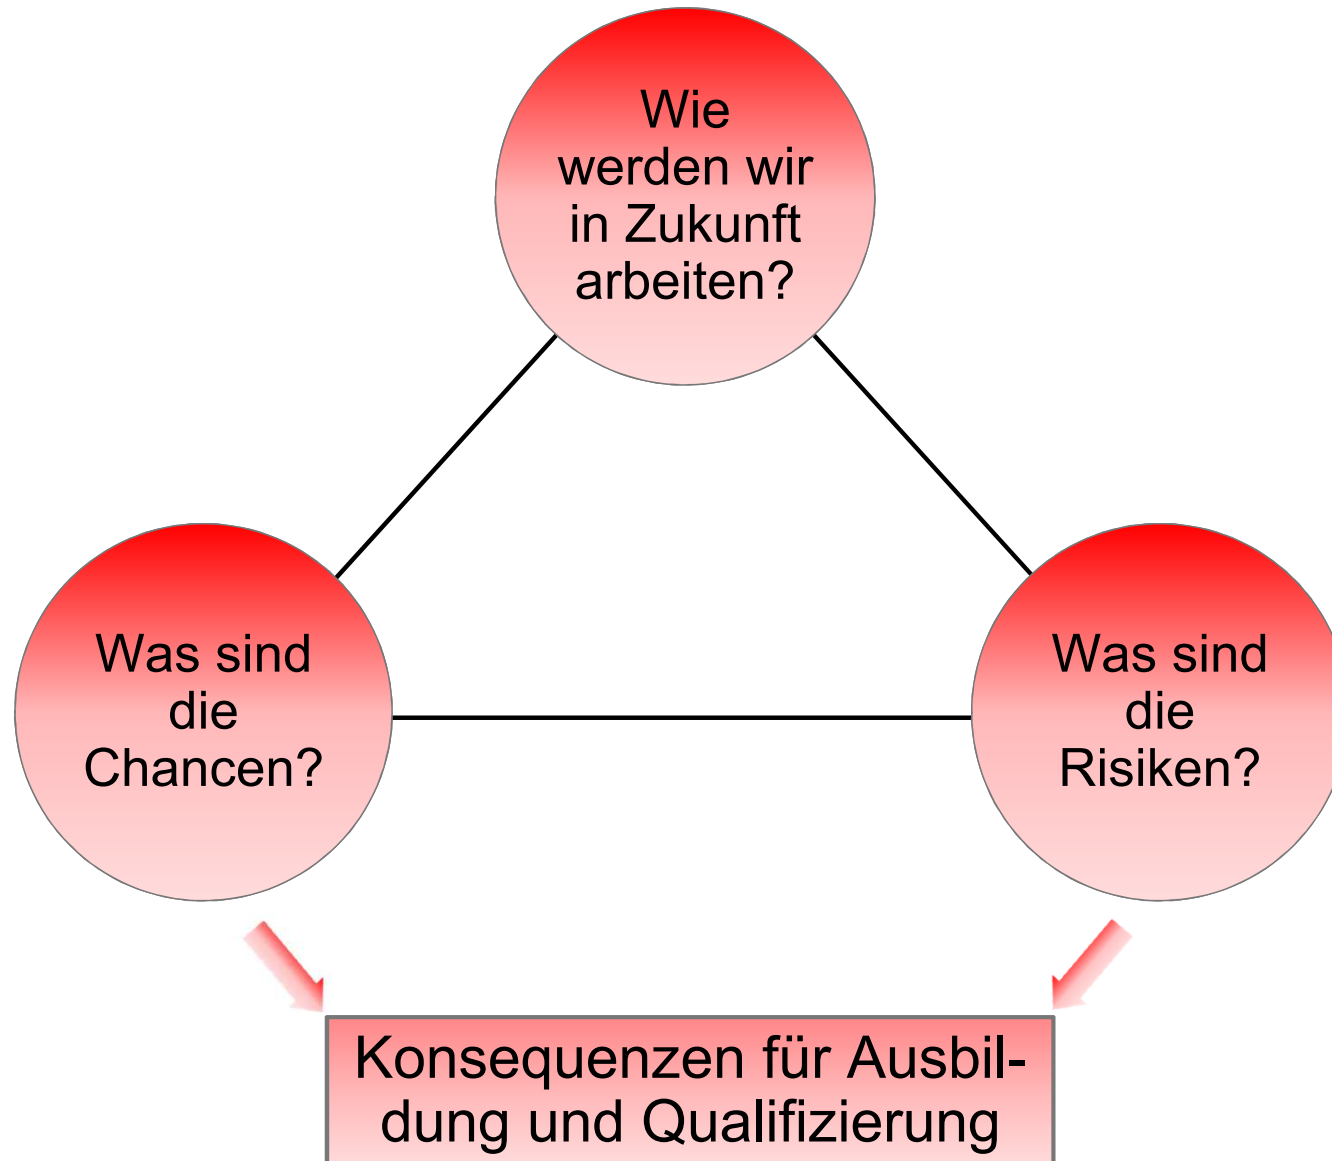 Wie
werden wir
in Zukunft
arbeiten?
Was sind
die
Chancen?
Was sind
die
Risiken?
Konsequenzen für Ausbil-
dung und Qualifizierung